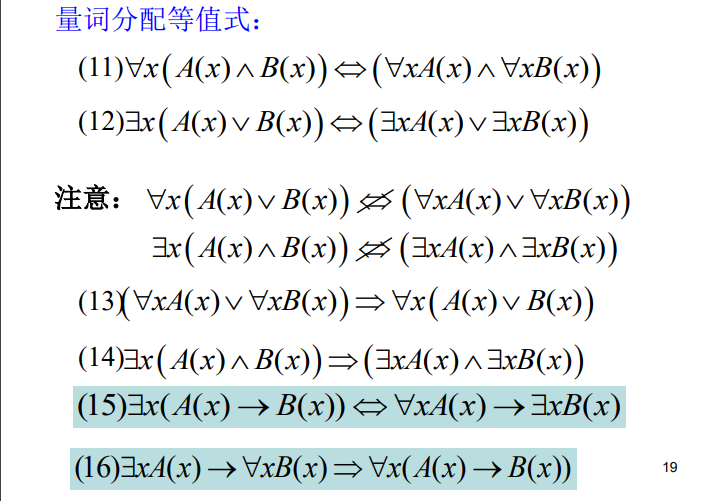 量词分配等值式：
(11)∀x(A(x)∧B(x))⇔(∀xA(x)∧∀xB(x))
(12)∃x(A(x)∨B(x))⇔(∃xA(x)∨∃xB(x))
注意： ∀x(A(x)∨B(x))⇎(∀xA(x)∨∀xB(x))
∃x(A(x)∧B(x))⇎(∃xA(x)∧∃xB(x))
(13)(∀xA(x)∨∀xB(x))⇒∀x(A(x)∨B(x))
(14)∃x(A(x)∧B(x))⇒(∃xA(x)∧∃xB(x))
(15)∃x(A(x)→B(x))⇔∀xA(x)→∃xB(x)
(16)∃xA(x)→∀xB(x)⇒∀x(A(x)→B(x))
19